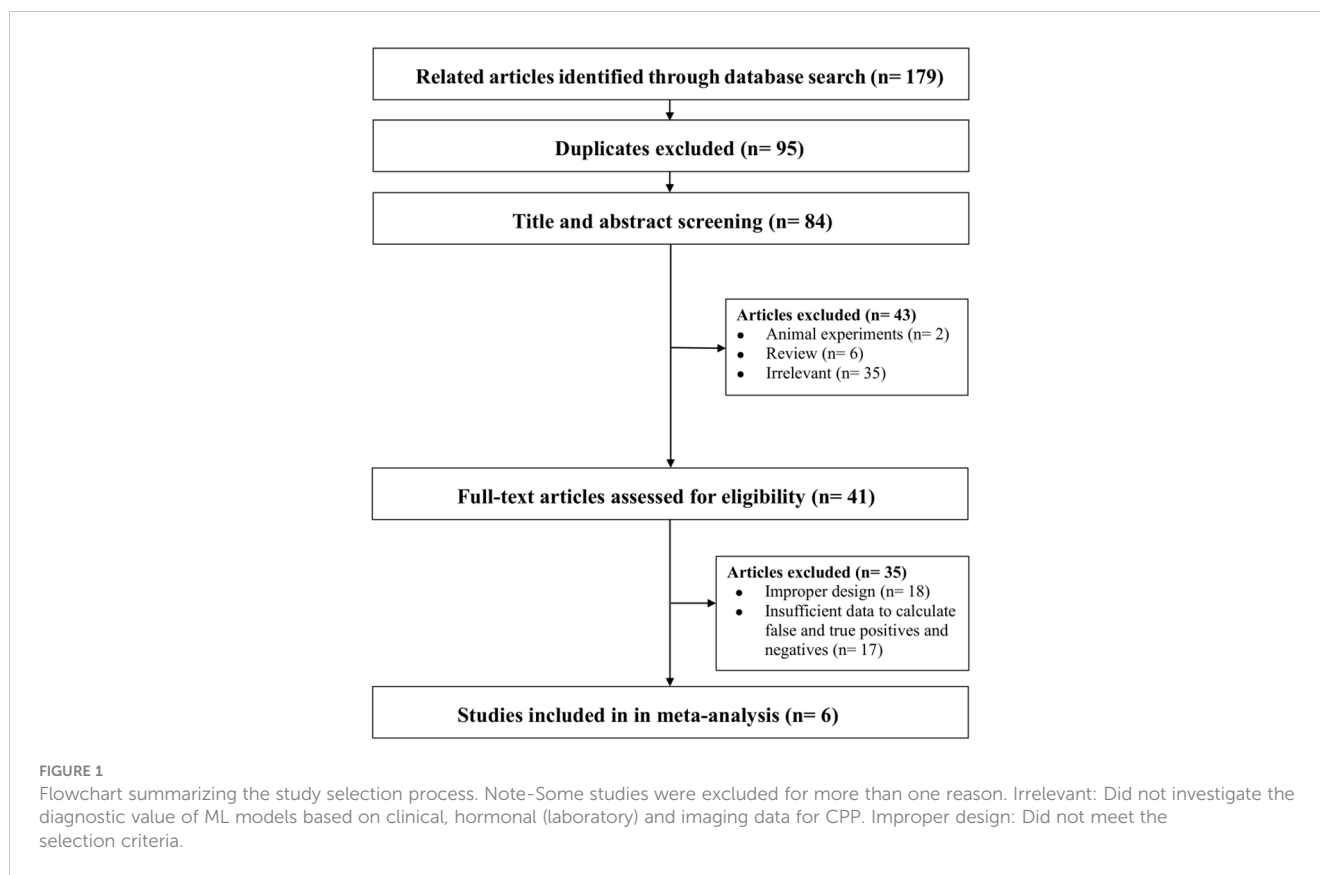 Related articles identified through database search (n= 179)
Duplicates excluded (n= 95)
Title and abstract screening (n= 84)
Articles excluded (n= 43)
● Animal experiments (n= 2)
● Review (n= 6)
● Irrelevant (n= 35)
Full-text articles assessed for eligibility (n= 41)
Articles excluded (n= 35)
● Improper design (n= 18)
● Insufficient data to calculate
false and true positives and
negatives (n= 17)
Studies included in in meta-analysis (n= 6)
FIGURE 1
Flowchart summarizing the study selection process. Note-Some studies were excluded for more than one reason. Irrelevant: Did not investigate the
diagnostic value of ML models based on clinical, hormonal (laboratory) and imaging data for CPP. Improper design: Did not meet the
selection criteria.